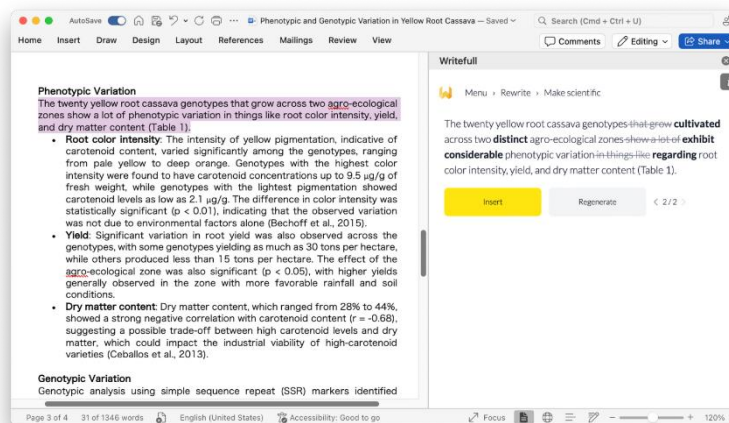 AutoSave
Phenotypic and Genotypic Variation in Yellow Root Cassava — Saved
Search (Cmd + Ctrl + U)
Home Insert Draw Design Layout References Mailings Review View
Comments Editing Share
Phenotypic Variation
The twenty yellow root cassava genotypes that grow across two agro-ecological
zones show a lot of phenotypic variation in things like root color intensity, yield,
and dry matter content (Table 1).
• Root color intensity: The intensity of yellow pigmentation, indicative of
carotenoid content, varied significantly among the genotypes, ranging
from pale yellow to deep orange. Genotypes with the highest color
intensity were found to have carotenoid concentrations up to 9.5 μg/g of
fresh weight, while genotypes with the lightest pigmentation showed
carotenoid levels as low as 2.1 μg/g. The difference in color intensity was
statistically significant (p < 0.01), indicating that the observed variation
was not due to environmental factors alone (Bechoff et al., 2015).
• Yield: Significant variation in root yield was also observed across the
genotypes, with some genotypes yielding as much as 30 tons per hectare,
while others produced less than 15 tons per hectare. The effect of the
agro-ecological zone was also significant (p < 0.05), with higher yields
generally observed in the zone with more favorable rainfall and soil
conditions.
• Dry matter content: Dry matter content, which ranged from 28% to 44%,
showed a strong negative correlation with carotenoid content (r = -0.68),
suggesting a possible trade-off between high carotenoid levels and dry
matter, which could impact the industrial viability of high-carotenoid
varieties (Ceballos et al., 2013).
Genotypic Variation
Genotypic analysis using simple sequence repeat (SSR) markers identified
Writefull
Menu › Rewrite › Make scientific
The twenty yellow root cassava genotypes that grow cultivated
across two distinct agro-ecological zones show a lot of exhibit
considerable phenotypic variation in things like regarding root
color intensity, yield, and dry matter content (Table 1).
Insert Regenerate < 2/2 >
Page 3 of 4 31 of 1346 words English (United States) Accessibility: Good to go Focus 120%